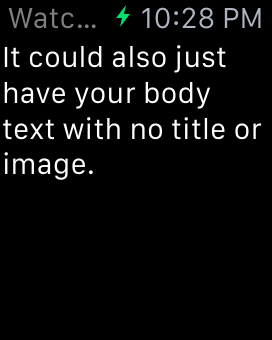 Watc... 10:28 PM
It could also just
have your body
text with no title or
image.